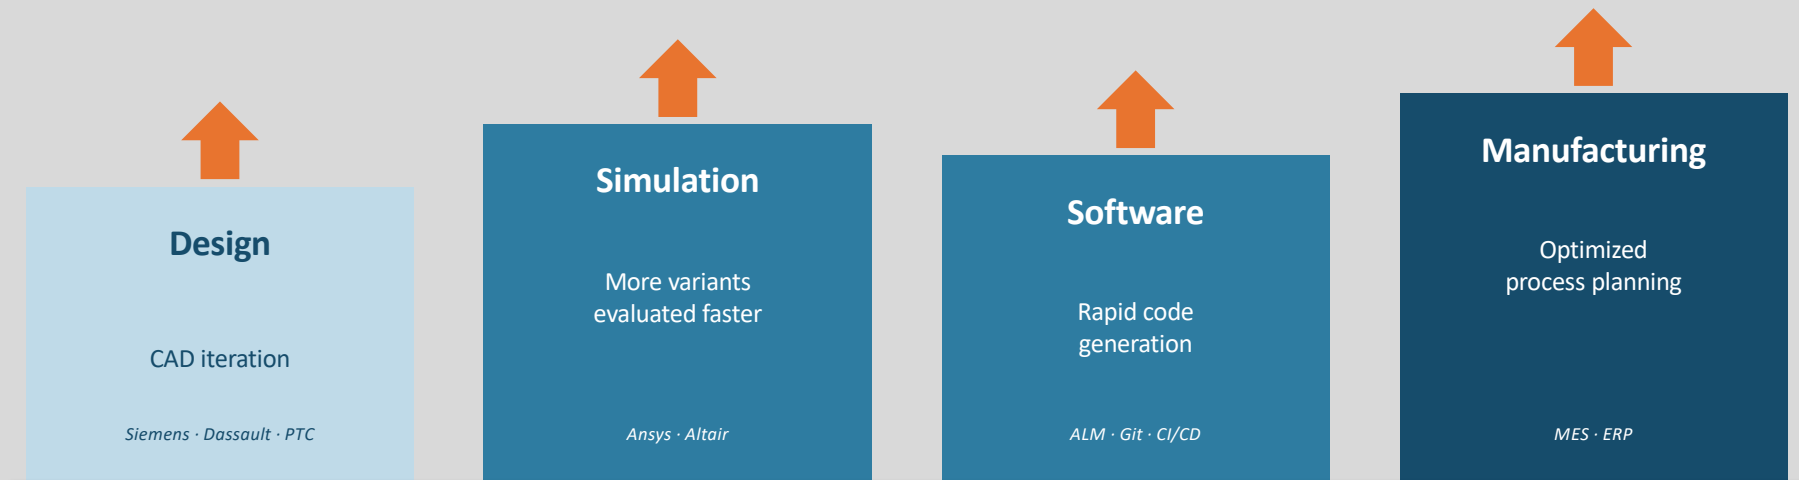 Design
CAD iteration
Siemens · Dassault · PTC
Simulation
More variants
evaluated faster
Ansys · Altair
Software
Rapid code
generation
ALM · Git · CI/CD
Manufacturing
Optimized
process planning
MES · ERP